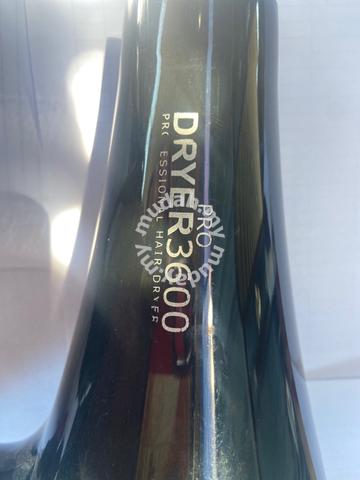 PRO
DRYER3600
PROFESSIONAL HAIR DRYER
mudah.my
mudah.my